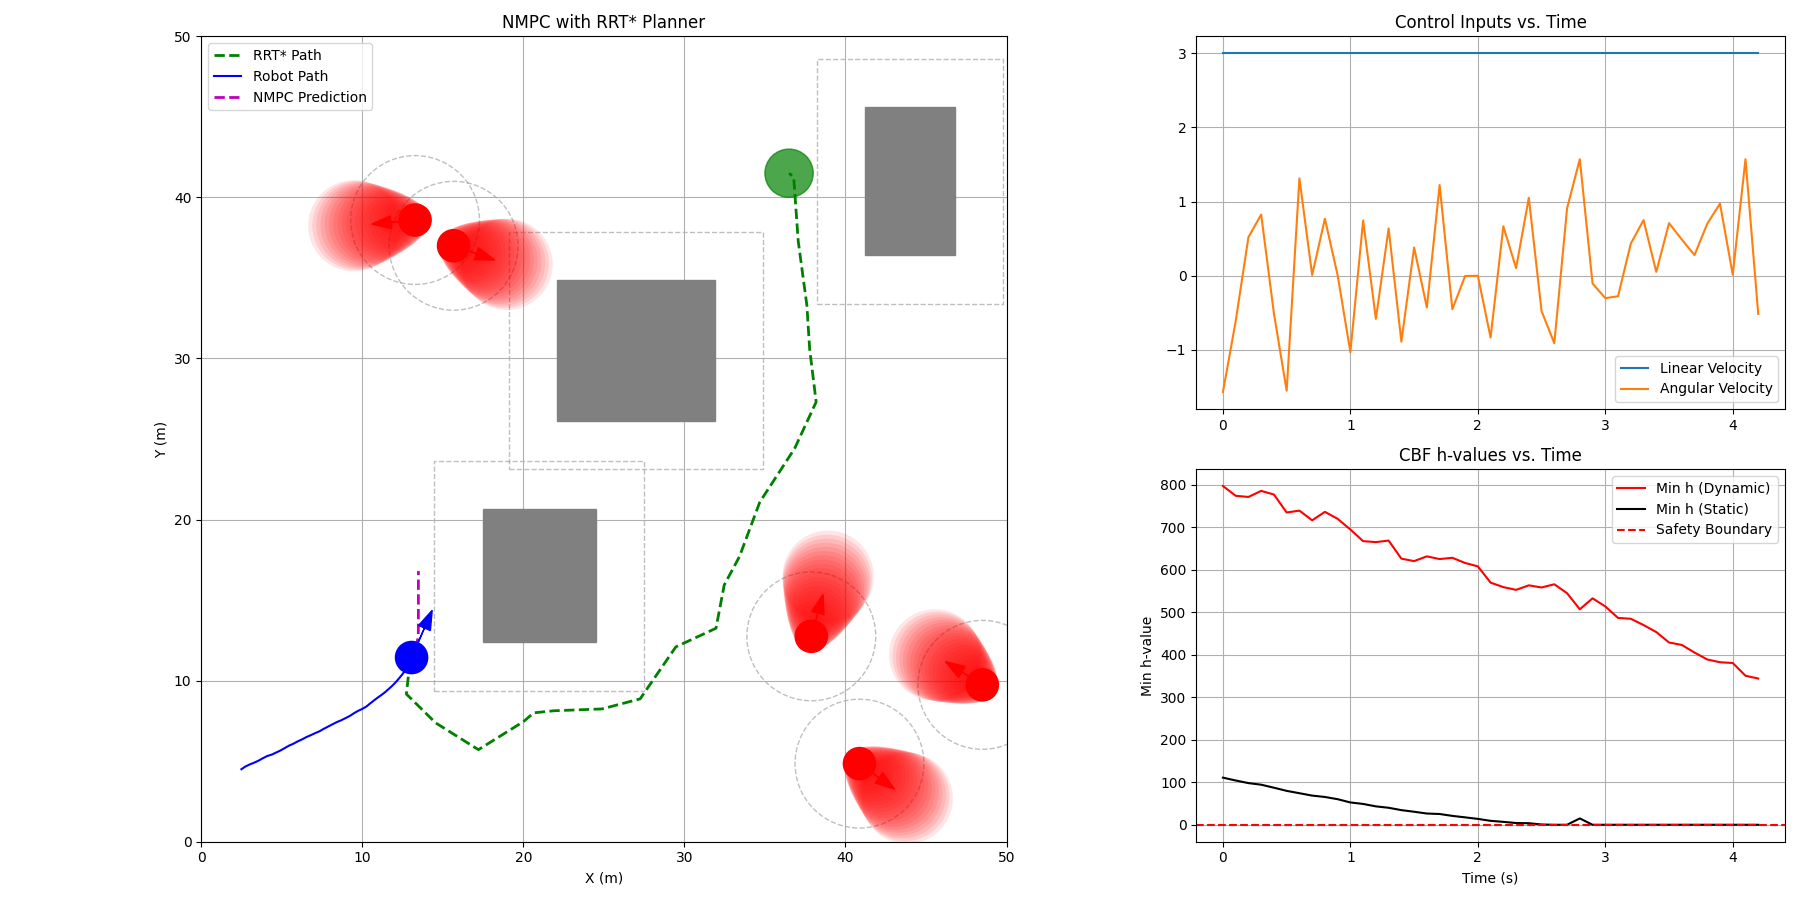 NMPC with RRT* Planner
RRT* Path
Robot Path
NMPC Prediction
50
40
30
20
10
0
Y (m)
0 10 20 30 40 50
X (m)
Control Inputs vs. Time
3
2
1
0
−1
Linear Velocity
Angular Velocity
0 1 2 3 4
CBF h-values vs. Time
Min h (Dynamic)
Min h (Static)
Safety Boundary
800
700
600
500
400
300
200
100
0
Min h-value
0 1 2 3 4
Time (s)